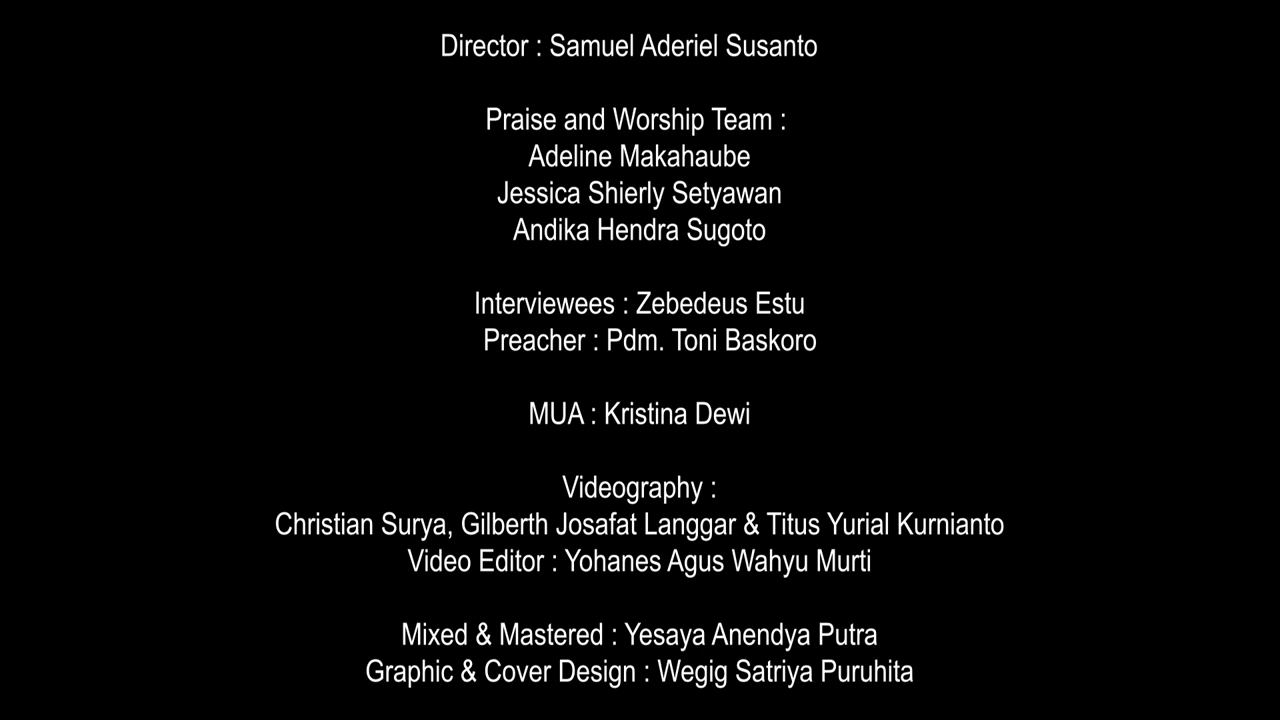 Director : Samuel Aderiel Susanto
Praise and Worship Team :
Adeline Makahaube
Jessica Shierly Setyawan
Andika Hendra Sugoto
Interviewees : Zebedeus Estu
Preacher : Pdm. Toni Baskoro
MUA : Kristina Dewi
Videography :
Christian Surya, Gilberth Josafat Langgar & Titus Yurial Kurnianto
Video Editor : Yohanes Agus Wahyu Murti
Mixed & Mastered : Yesaya Anendya Putra
Graphic & Cover Design : Wegig Satriya Puruhita